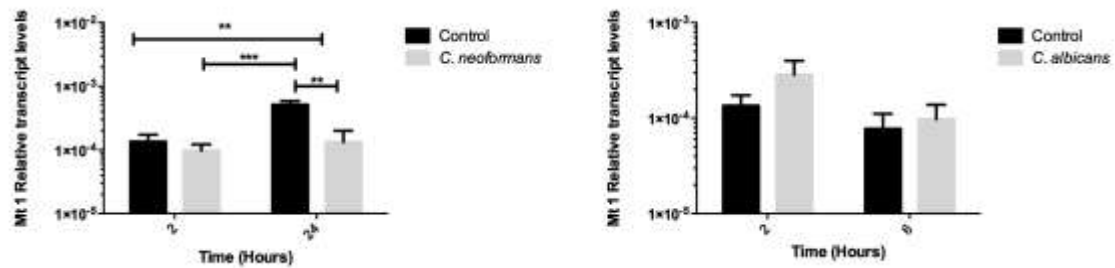 Mt 1 Relative transcript levels
1×10⁻²
1×10⁻³
1×10⁻⁴
1×10⁻⁵
**
***
**
2
24
Time (Hours)
Control
C. neoformans
Mt 1 Relative transcript levels
1×10⁻³
1×10⁻⁴
1×10⁻⁵
2
6
Time (Hours)
Control
C. albicans